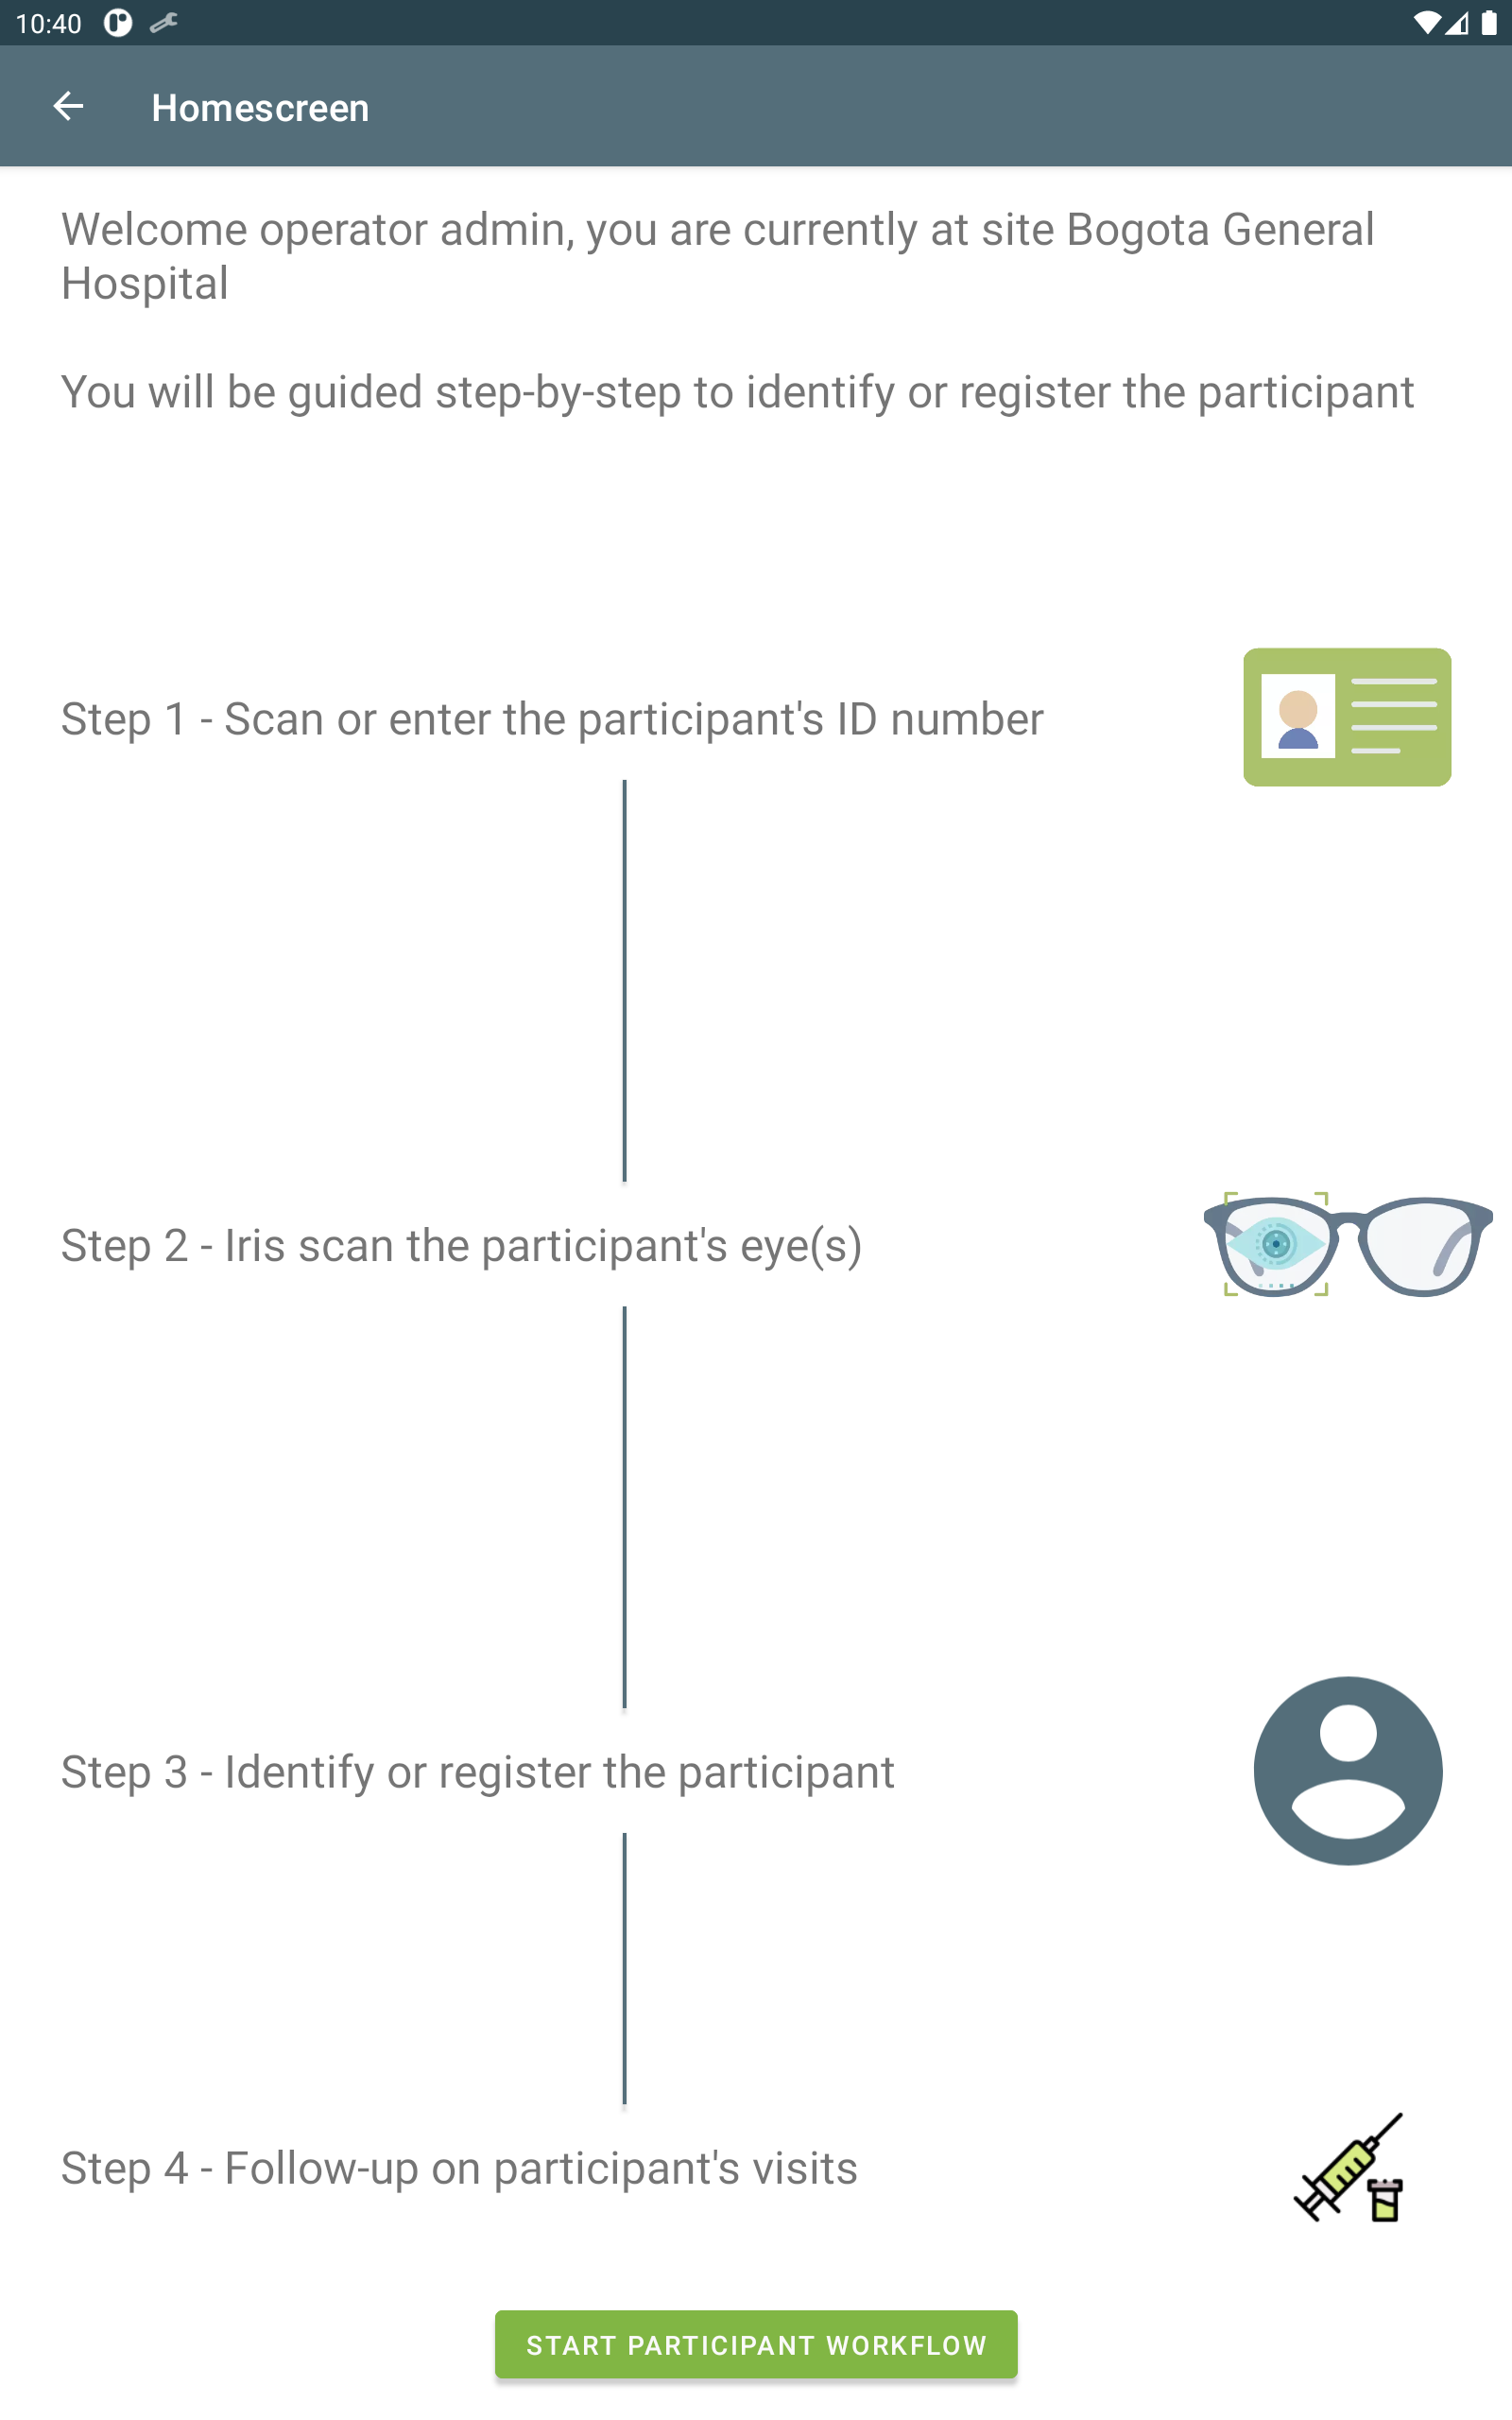 10:40
Homescreen
Welcome operator admin, you are currently at site Bogota General
Hospital
You will be guided step-by-step to identify or register the participant
Step 1 - Scan or enter the participant's ID number
Step 2 - Iris scan the participant's eye(s)
Step 3 - Identify or register the participant
Step 4 - Follow-up on participant's visits
START PARTICIPANT WORKFLOW